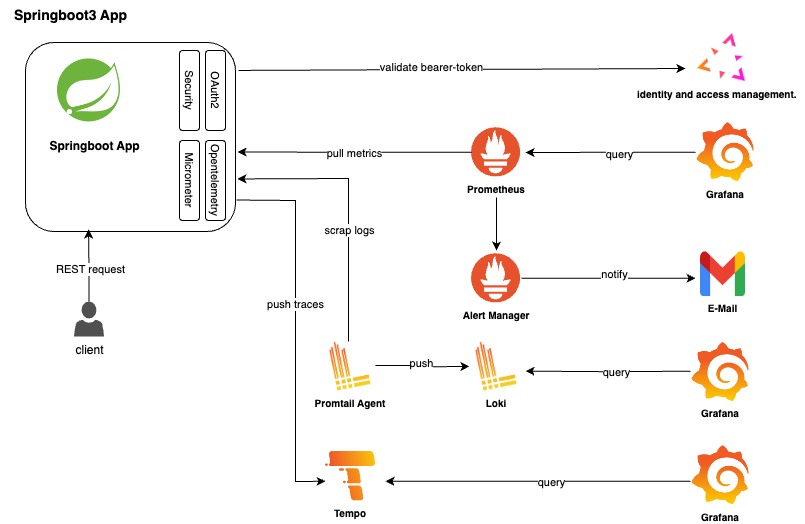 Springboot3 App
Security
OAuth2
Springboot App
Micrometer
Opentelemetry
validate bearer-token
identity and access management.
pull metrics
Prometheus
query
Grafana
scrap logs
REST request
client
push traces
Alert Manager
notify
E-Mail
Promtail Agent
push
Loki
query
Grafana
Tempo
query
Grafana